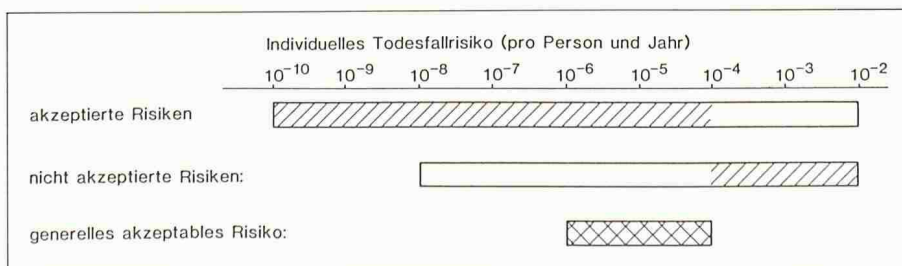 Individuelles Todesfallrisiko (pro Person und Jahr)
10⁻¹⁰ 10⁻⁹ 10⁻⁸ 10⁻⁷ 10⁻⁶ 10⁻⁵ 10⁻⁴ 10⁻³ 10⁻²
akzeptierte Risiken
nicht akzeptierte Risiken:
generelles akzeptables Risiko: